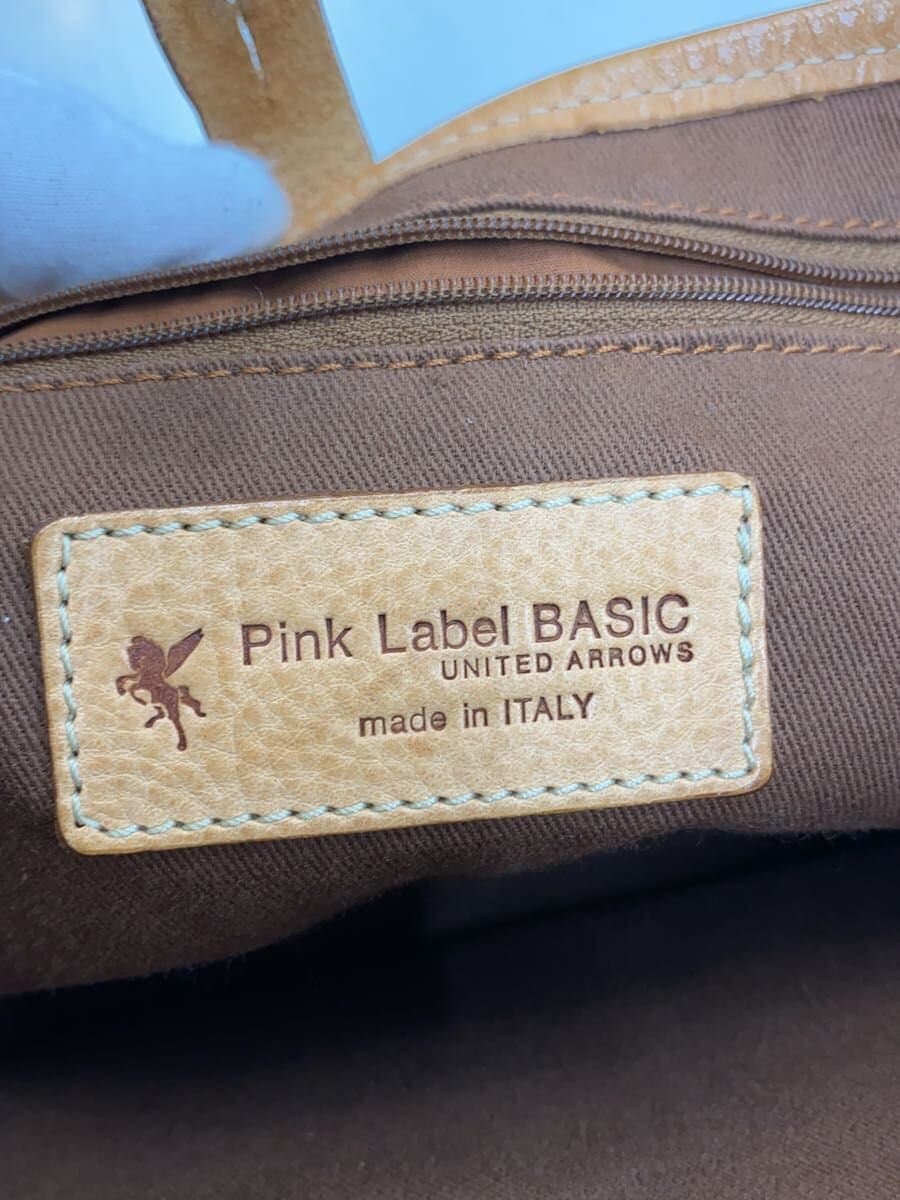 Pink Label BASIC
UNITED ARROWS
made in ITALY